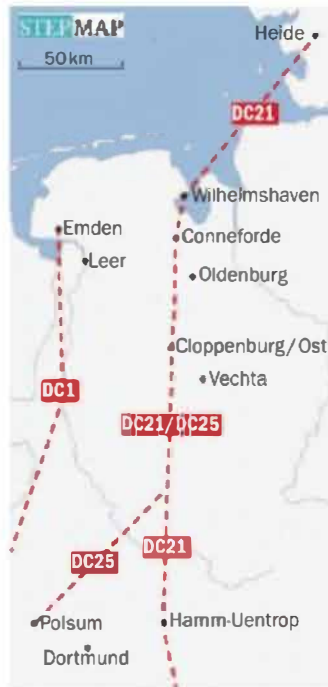 STEPMAP
Heide
50 km
DC21
Wilhelmshaven
Emden
Conneforde
Leer
Oldenburg
Cloppenburg/Ost
Vechta
DC1
DC21/DC25
DC21
DC25
Polsum
Hamm-Uentrop
Dortmund